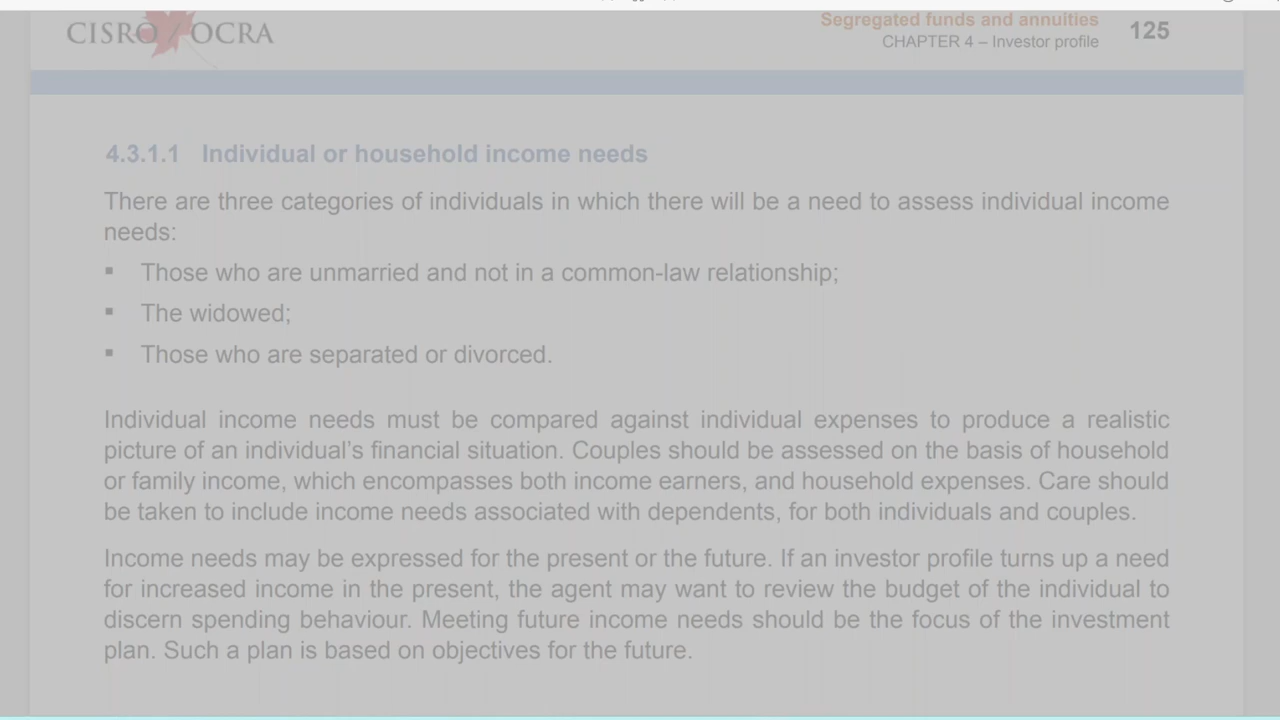 CISRO / OCRA
Segregated funds and annuities
CHAPTER 4 – Investor profile
125
4.3.1.1 Individual or household income needs
There are three categories of individuals in which there will be a need to assess individual income
needs:
▪ Those who are unmarried and not in a common-law relationship;
▪ The widowed;
▪ Those who are separated or divorced.
Individual income needs must be compared against individual expenses to produce a realistic
picture of an individual’s financial situation. Couples should be assessed on the basis of household
or family income, which encompasses both income earners, and household expenses. Care should
be taken to include income needs associated with dependents, for both individuals and couples.
Income needs may be expressed for the present or the future. If an investor profile turns up a need
for increased income in the present, the agent may want to review the budget of the individual to
discern spending behaviour. Meeting future income needs should be the focus of the investment
plan. Such a plan is based on objectives for the future.